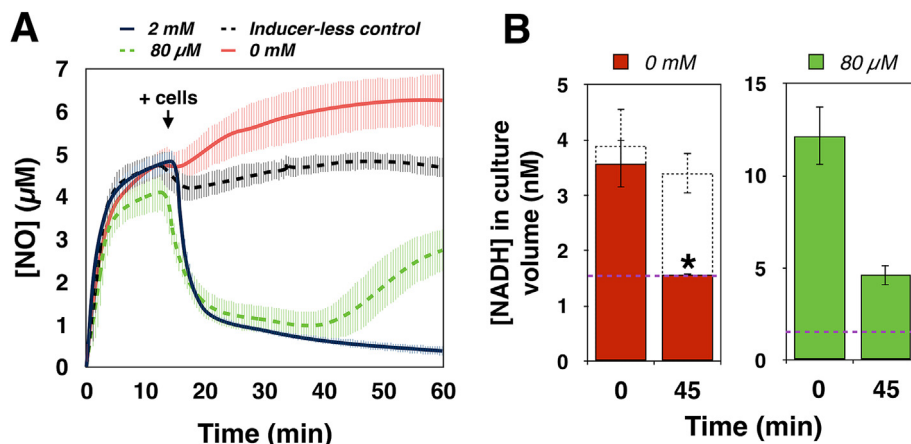 A
2 mM
Inducer-less control
80 µM
0 mM
[NO] (µM)
7
6
5
4
3
2
1
0
+ cells
0
10
20
30
40
50
60
Time (min)
B
0 mM
80 µM
[NADH] in culture
volume (nM)
5
4
3
2
1
0
*
15
10
5
0
0
45
0
45
Time (min)